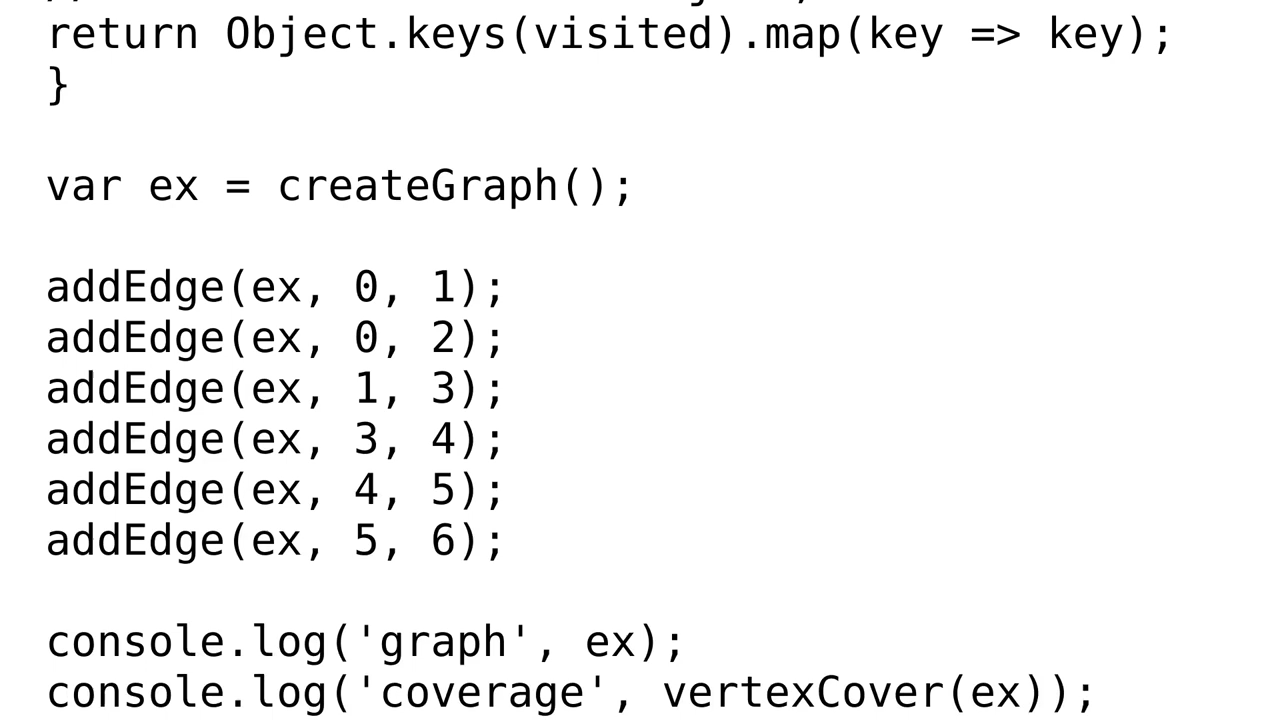 return Object.keys(visited).map(key => key);
}
var ex = createGraph();
addEdge(ex, 0, 1);
addEdge(ex, 0, 2);
addEdge(ex, 1, 3);
addEdge(ex, 3, 4);
addEdge(ex, 4, 5);
addEdge(ex, 5, 6);
console.log('graph', ex);
console.log('coverage', vertexCover(ex));